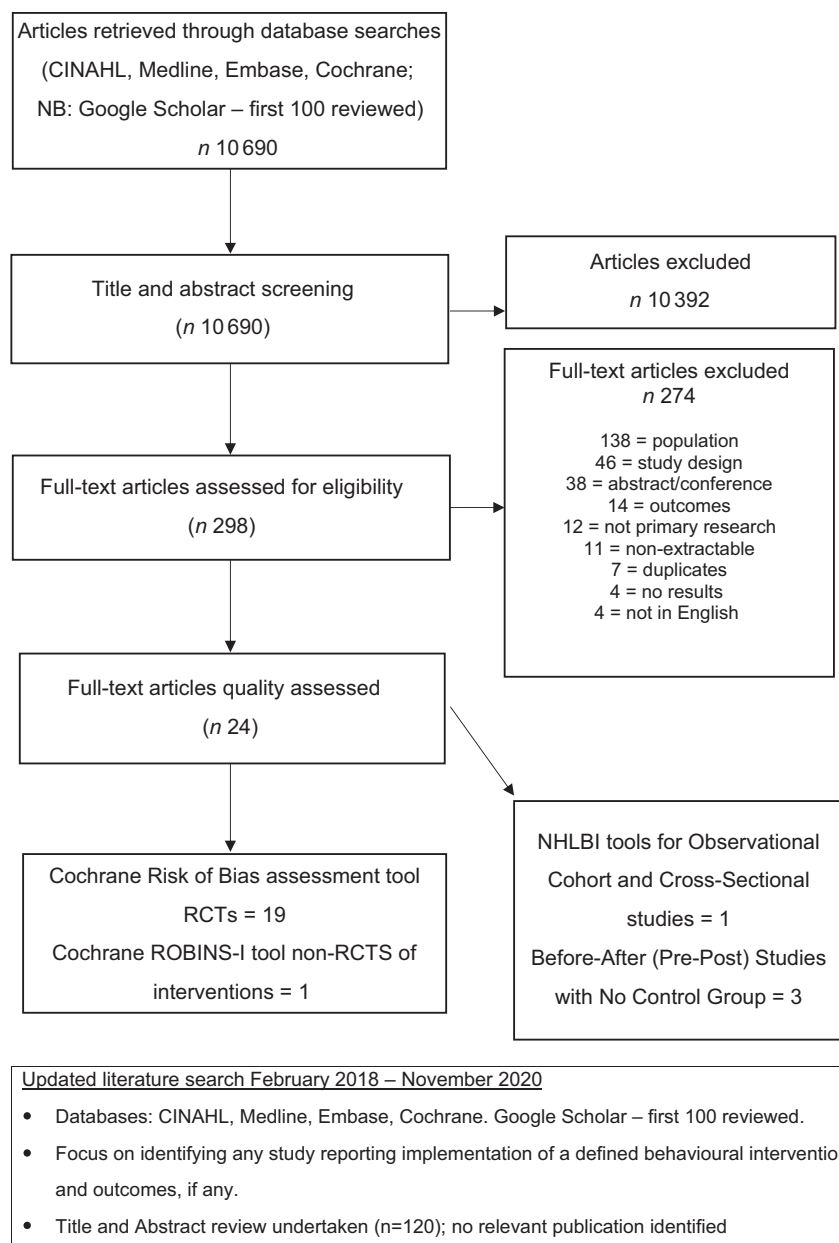 Articles retrieved through database searches
(CINAHL, Medline, Embase, Cochrane;
NB: Google Scholar – first 100 reviewed)
n 10 690
Title and abstract screening
(n 10 690)
Articles excluded
n 10 392
Full-text articles assessed for eligibility
(n 298)
Full-text articles excluded
n 274
138 = population
46 = study design
38 = abstract/conference
14 = outcomes
12 = not primary research
11 = non-extractable
7 = duplicates
4 = no results
4 = not in English
Full-text articles quality assessed
(n 24)
Cochrane Risk of Bias assessment tool
RCTs = 19
Cochrane ROBINS-I tool non-RCTS of
interventions = 1
NHLBI tools for Observational
Cohort and Cross-Sectional
studies = 1
Before-After (Pre-Post) Studies
with No Control Group = 3
Updated literature search February 2018 – November 2020
• Databases: CINAHL, Medline, Embase, Cochrane. Google Scholar – first 100 reviewed.
• Focus on identifying any study reporting implementation of a defined behavioural interventio
and outcomes, if any.
• Title and Abstract review undertaken (n=120); no relevant publication identified